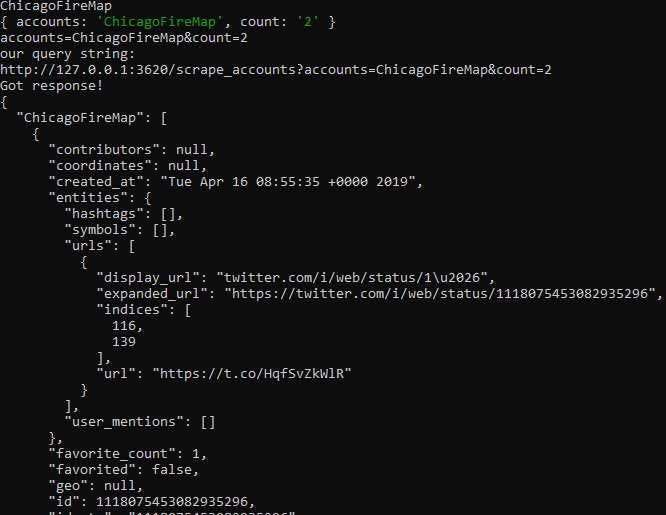 ChicagoFireMap
{ accounts: 'ChicagoFireMap', count: '2' }
accounts=ChicagoFireMap&count=2
our query string:
http://127.0.0.1:3620/scrape_accounts?accounts=ChicagoFireMap&count=2
Got response!
{
  "ChicagoFireMap": [
    {
      "contributors": null,
      "coordinates": null,
      "created_at": "Tue Apr 16 08:55:35 +0000 2019",
      "entities": {
        "hashtags": [],
        "symbols": [],
        "urls": [
          {
            "display_url": "twitter.com/i/web/status/1\u2026",
            "expanded_url": "https://twitter.com/i/web/status/1118075453082935296",
            "indices": [
              116,
              139
            ],
            "url": "https://t.co/HqfSvZkWlR"
          }
        ],
        "user_mentions": []
      },
      "favorite_count": 1,
      "favorited": false,
      "geo": null,
      "id": 1118075453082935296,